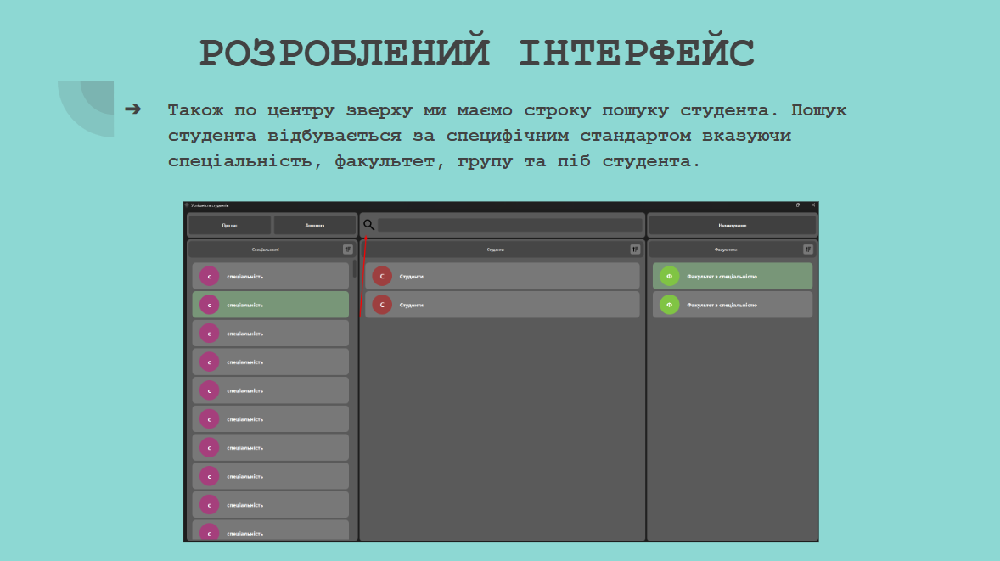 РОЗРОБЛЕНИЙ ІНТЕРФЕЙС
➔ Також по центру зверху ми маємо строку пошуку студента. Пошук
студента відбувається за специфічним стандартом вказуючи
спеціальність, факультет, групу та піб студента.
Успішність студентів
Про нас
Допомога
Налаштування
Спеціальності
Студенти
Факультети
с спеціальність
с спеціальність
с спеціальність
с спеціальність
с спеціальність
с спеціальність
с спеціальність
с спеціальність
с спеціальність
с спеціальність
С Студенти
С Студенти
Ф Факультет з спеціальністю
Ф Факультет з спеціальністю